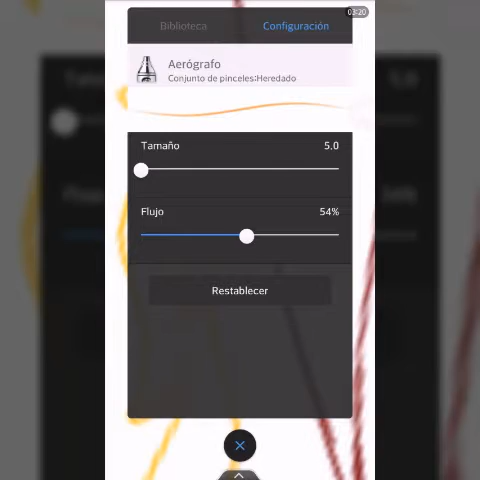 03:20
Biblioteca
Configuración
Aerógrafo
Conjunto de pinceles:Heredado
Tamaño
5.0
Flujo
54%
Restablecer